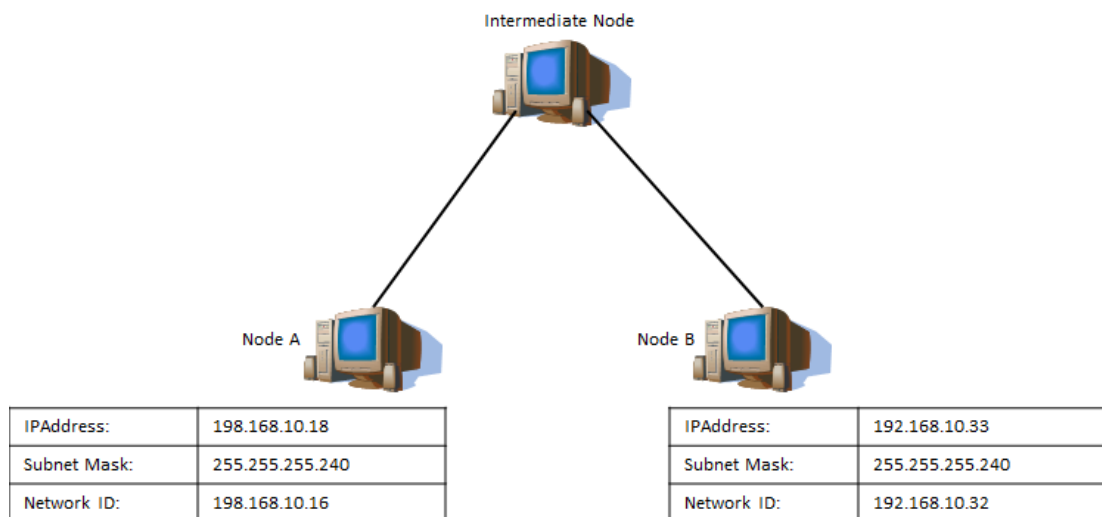 Intermediate Node
Node A
Node B
IPAddress: 198.168.10.18
Subnet Mask: 255.255.255.240
Network ID: 198.168.10.16
IPAddress: 192.168.10.33
Subnet Mask: 255.255.255.240
Network ID: 192.168.10.32